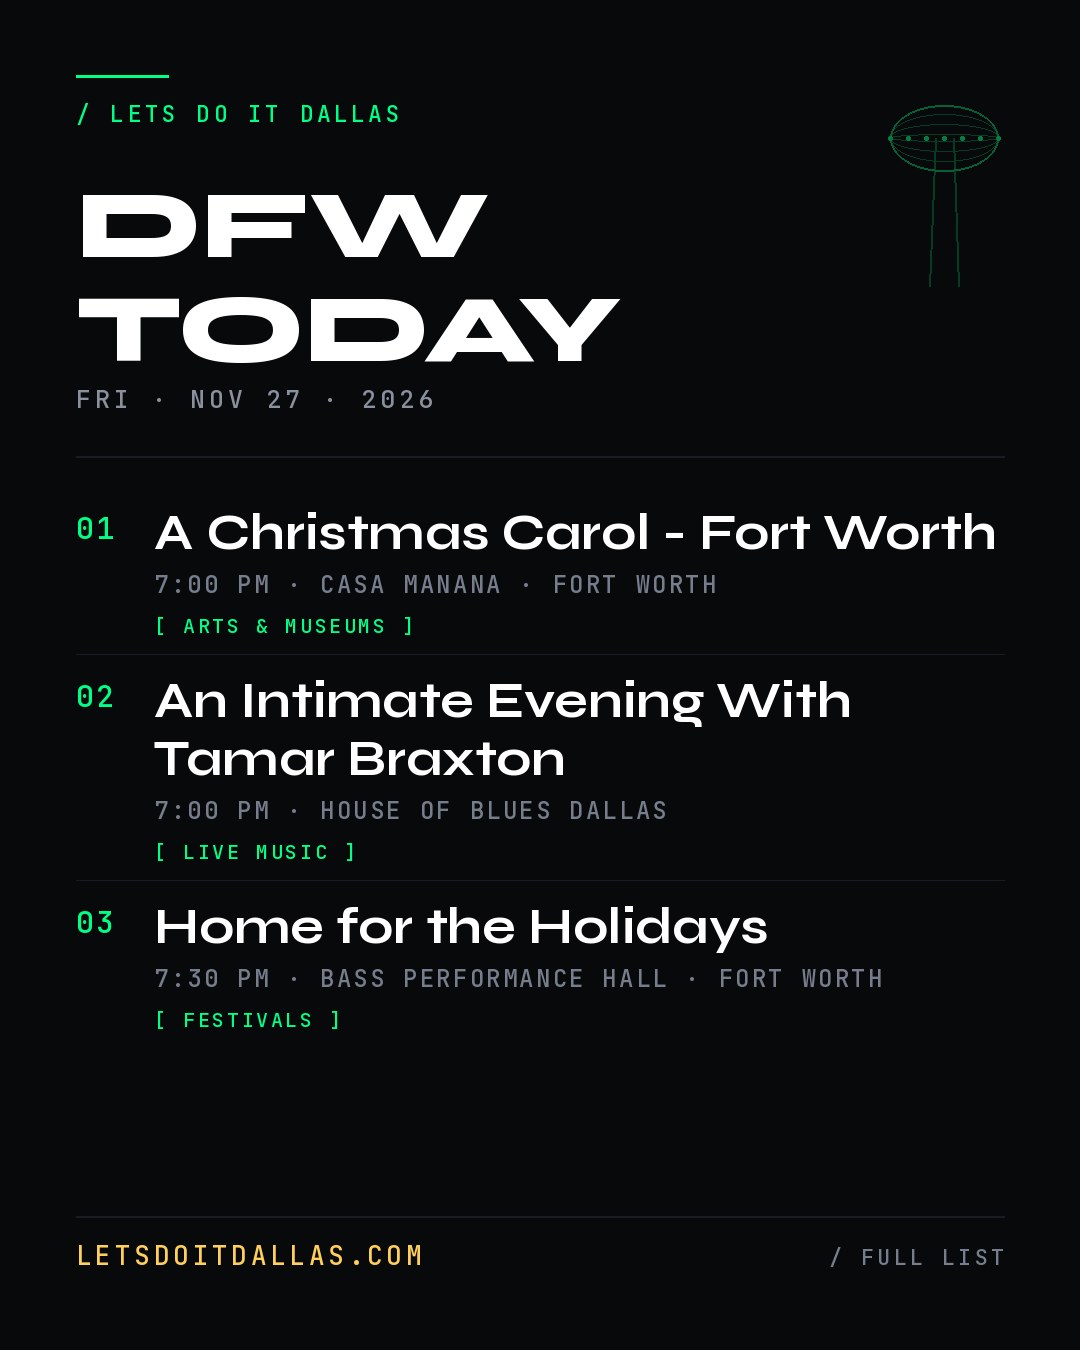 / LETS DO IT DALLAS
DFW
TODAY
FRI · NOV 27 · 2026
01
A Christmas Carol - Fort Worth
7:00 PM · CASA MANANA · FORT WORTH
[ ARTS & MUSEUMS ]
02
An Intimate Evening With
Tamar Braxton
7:00 PM · HOUSE OF BLUES DALLAS
[ LIVE MUSIC ]
03
Home for the Holidays
7:30 PM · BASS PERFORMANCE HALL · FORT WORTH
[ FESTIVALS ]
LETSDOITDALLAS.COM
/ FULL LIST